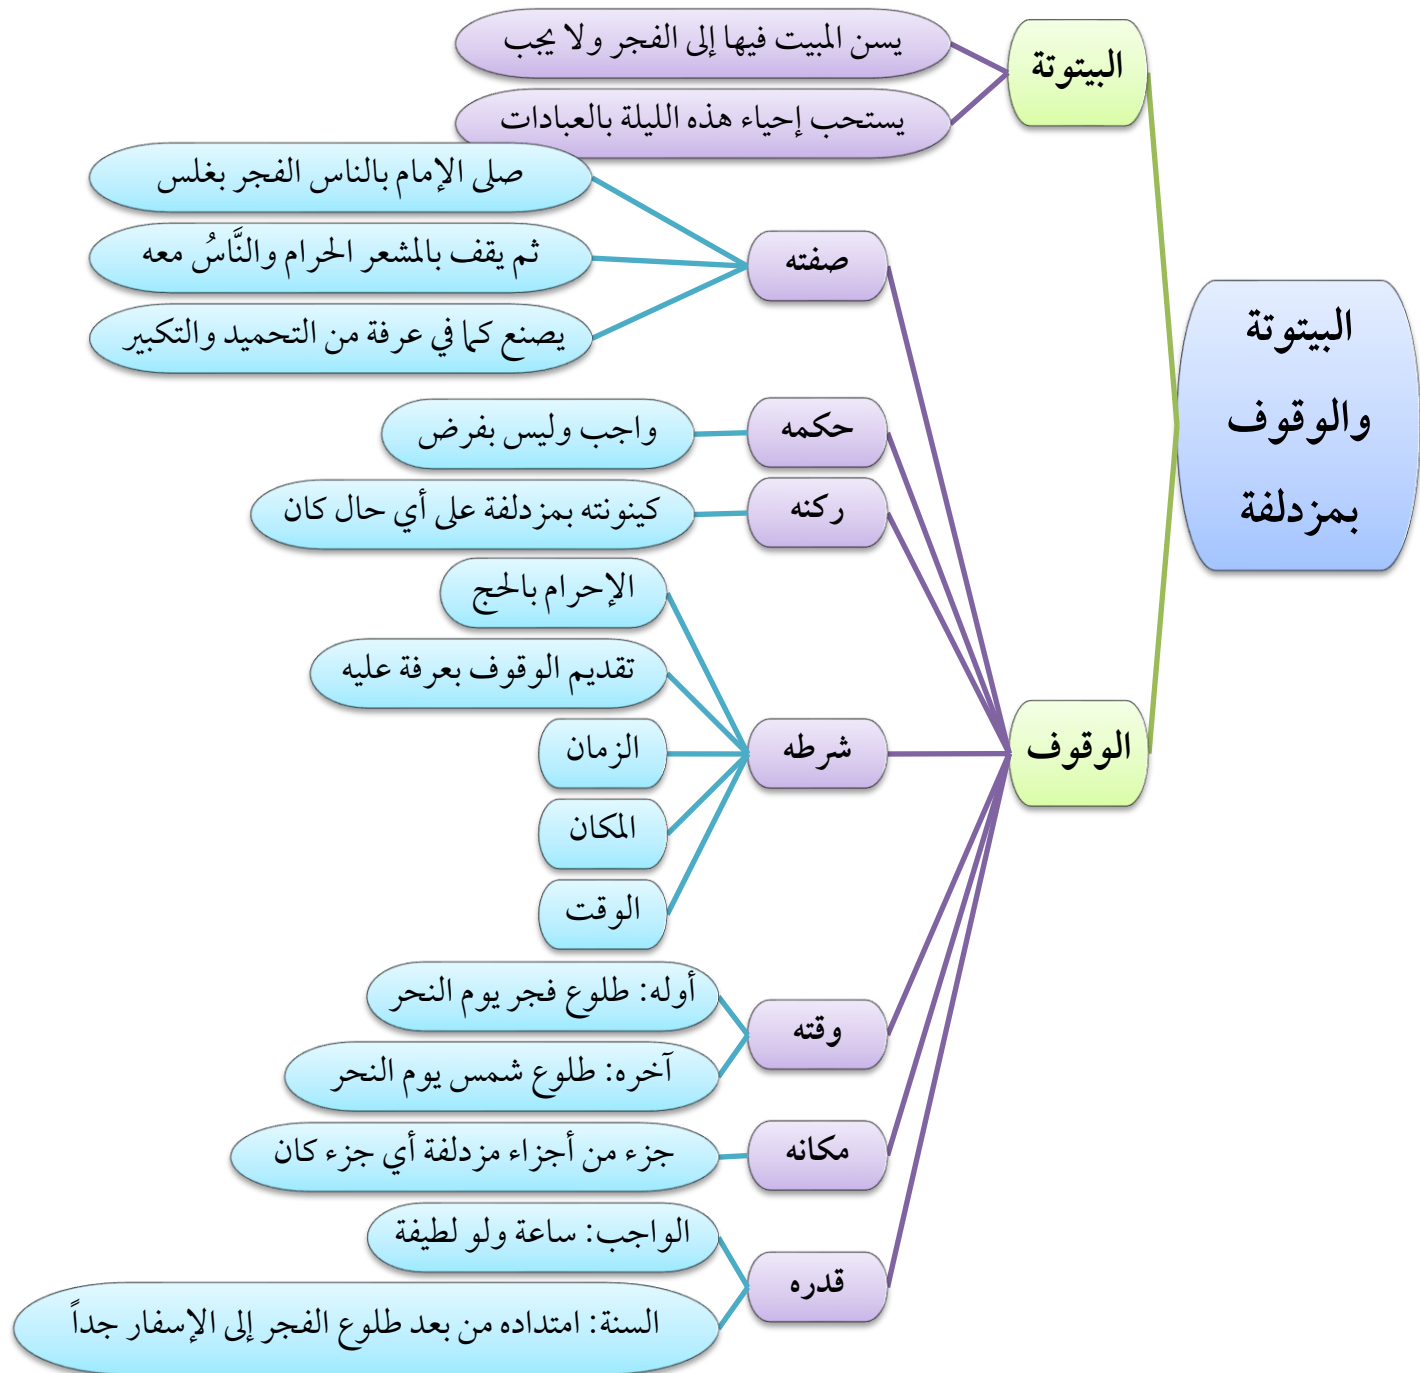 البيتوتة
والوقوف
بمزدلفة
البيتوتة
يسن المبيت فيها إلى الفجر ولا يجب
يستحب إحياء هذه الليلة بالعبادات
الوقوف
صفته
صلى الإمام بالناس الفجر بغلس
ثم يقف بالمشعر الحرام والنَّاسُ معه
يصنع كما في عرفة من التحميد والتكبير
حكمه
واجب وليس بفرض
ركنه
كينونته بمزدلفة على أي حال كان
شرطه
الإحرام بالحج
تقديم الوقوف بعرفة عليه
الزمان
المكان
الوقت
وقته
أوله: طلوع فجر يوم النحر
آخره: طلوع شمس يوم النحر
مكانه
جزء من أجزاء مزدلفة أي جزء كان
قدره
الواجب: ساعة ولو لطيفة
السنة: امتداده من بعد طلوع الفجر إلى الإسفار جداً